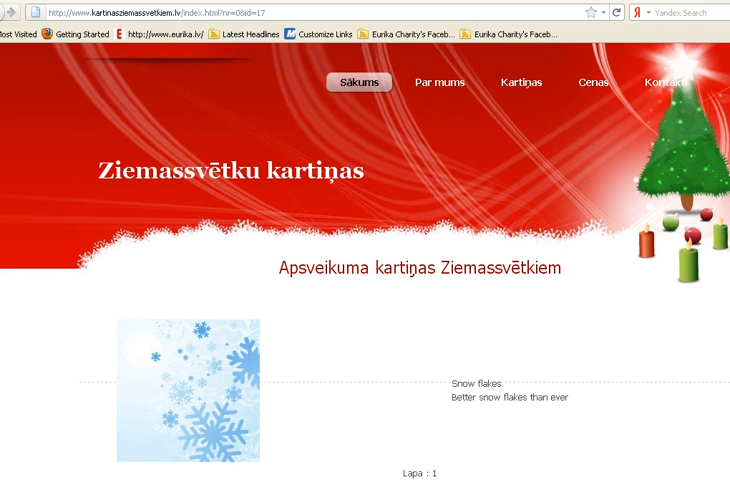 http://www.kartinasziemassvetkiem.lv/index.html?nr=0&id=17
Yandex Search
Most Visited Getting Started http://www.eurika.lv/ Latest Headlines Customize Links Eurika Charity's Faceb... Eurika Charity's Faceb...
Sākums Par mums Kartiņas Cenas Kontakti
Ziemassvētku kartiņas
Apsveikuma kartiņas Ziemassvētkiem
Snow flakes
Better snow flakes than ever
Lapa : 1